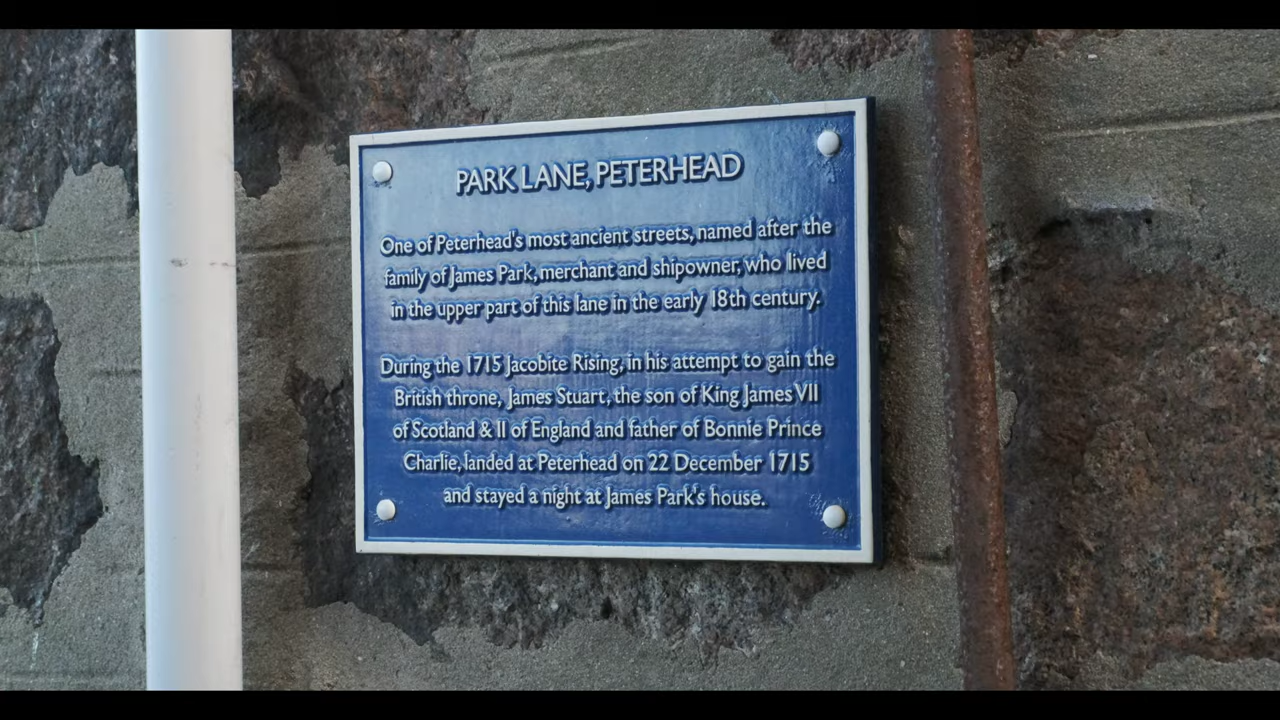 PARK LANE, PETERHEAD
One of Peterhead's most ancient streets, named after the
family of James Park, merchant and shipowner, who lived
in the upper part of this lane in the early 18th century.
During the 1715 Jacobite Rising, in his attempt to gain the
British throne, James Stuart, the son of King James VII
of Scotland & II of England and father of Bonnie Prince
Charlie, landed at Peterhead on 22 December 1715
and stayed a night at James Park's house.